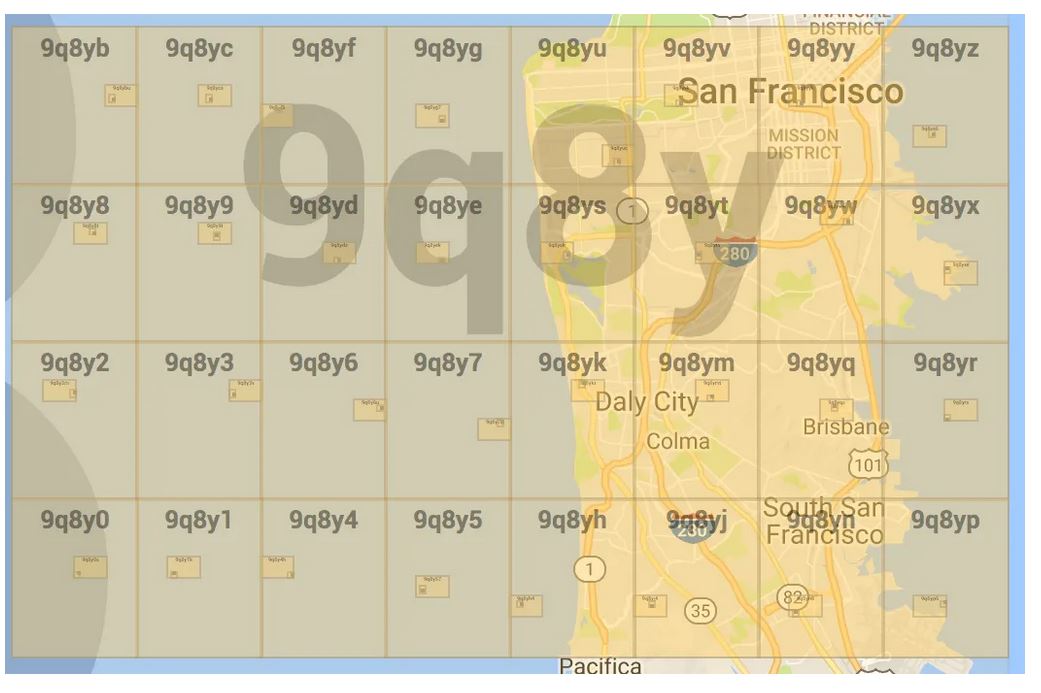 FINANCIAL
DISTRICT
9q8yb 9q8yc 9q8yf 9q8yg 9q8yu 9q8yv 9q8yy 9q8yz
San Francisco
MISSION
DISTRICT
9q8y
9q8y8 9q8y9 9q8yd 9q8ye 9q8ys 9q8yt 9q8yw 9q8yx
1
280
9q8y2 9q8y3 9q8y6 9q8y7 9q8yk 9q8ym 9q8yq 9q8yr
Daly City
Brisbane
Colma
101
South San
Francisco
9q8y0 9q8y1 9q8y4 9q8y5 9q8yh 9q8yj 9q8yn 9q8yp
1
82
35
Pacifica